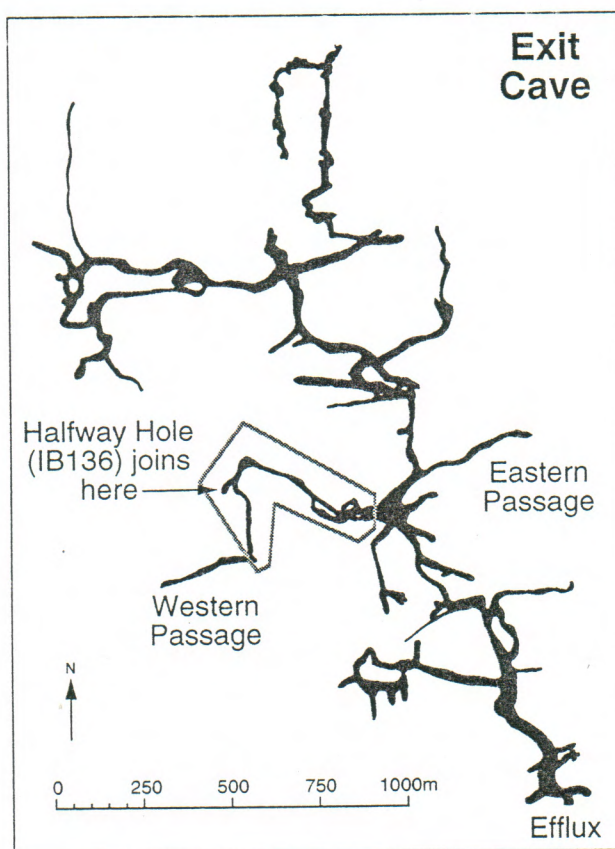 Exit
Cave
Halfway Hole
(IB136) joins
here
Eastern
Passage
Western
Passage
N
0 250 500 750 1000m
Efflux